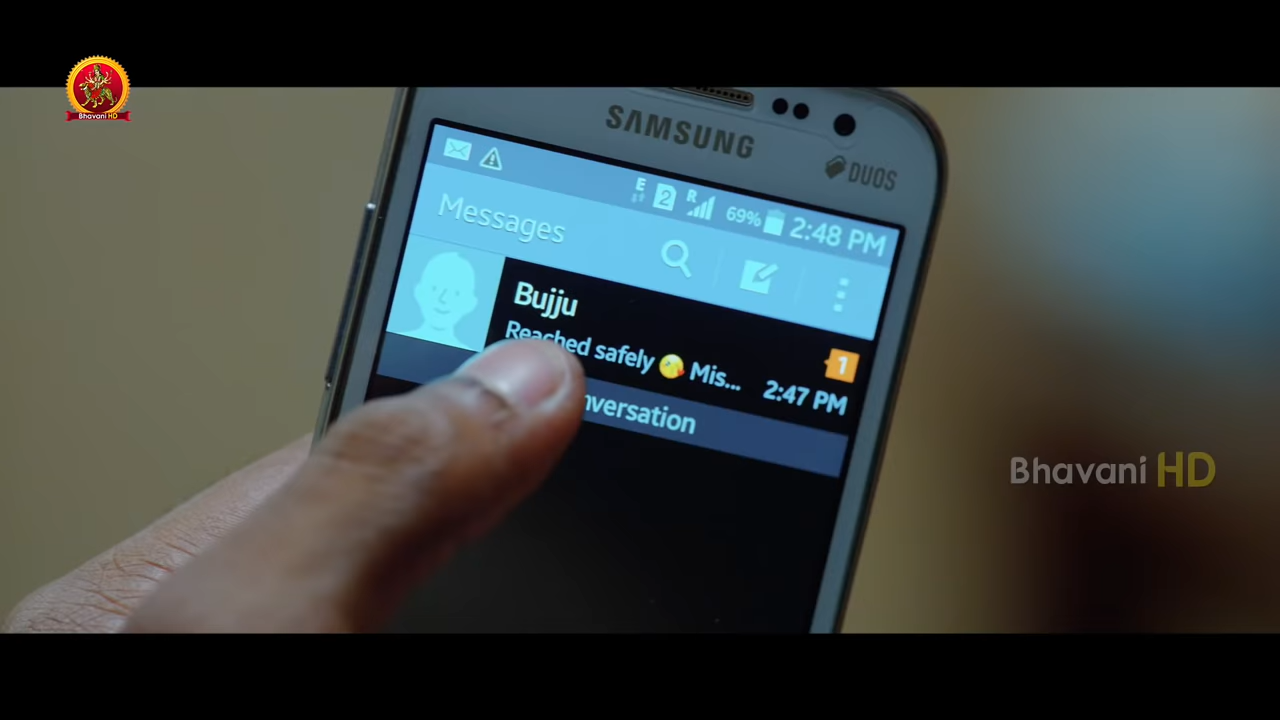 Bhavani HD
SAMSUNG
DUOS
E 2 R 69% 2:48 PM
Messages
Bujju
Reached safely 😘 Mis...
1
2:47 PM
Bhavani HD